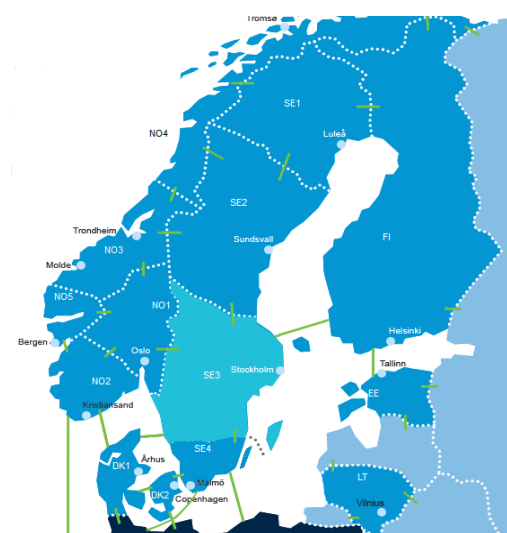 Tromsø
SE1
NO4
Luleå
SE2
Trondheim
NO3
Sundsvall
FI
Molde
NO5
NO1
Bergen
Oslo
Helsinki
Tallinn
Stockholm
SE3
NO2
EE
Kristiansand
SE4
Århus
DK1
LT
Malmö
DK2
Copenhagen
Vilnius